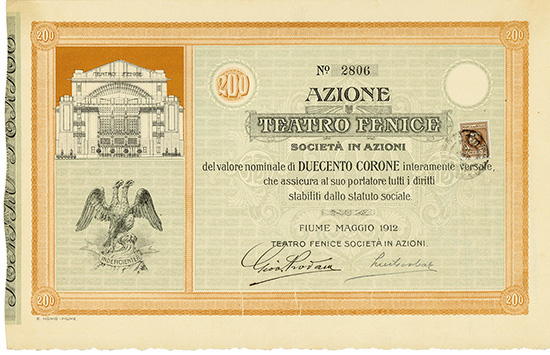 200
200
TEATRO FENICE
200
Nº 2806
AZIONE
TEATRO FENICE
SOCIETÀ IN AZIONI
del valore nominale di DUECENTO CORONE interamente versate,
che assicura al suo portatore tutti i diritti
stabiliti dallo statuto sociale.
FIUME MAGGIO 1912
TEATRO FENICE SOCIETÀ IN AZIONI.
INDEFICIENTER
200
200